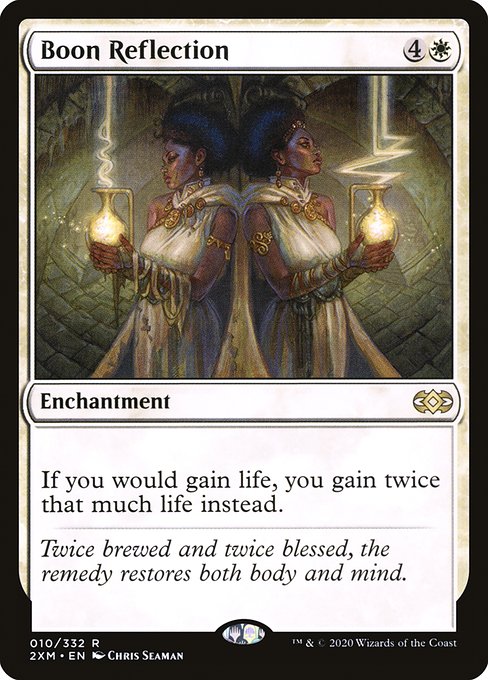 Boon Reflection 4
Enchantment
If you would gain life, you gain twice
that much life instead.
Twice brewed and twice blessed, the
remedy restores both body and mind.
010/332 R
2XM • EN Chris Seaman
™ & © 2020 Wizards of the Coast